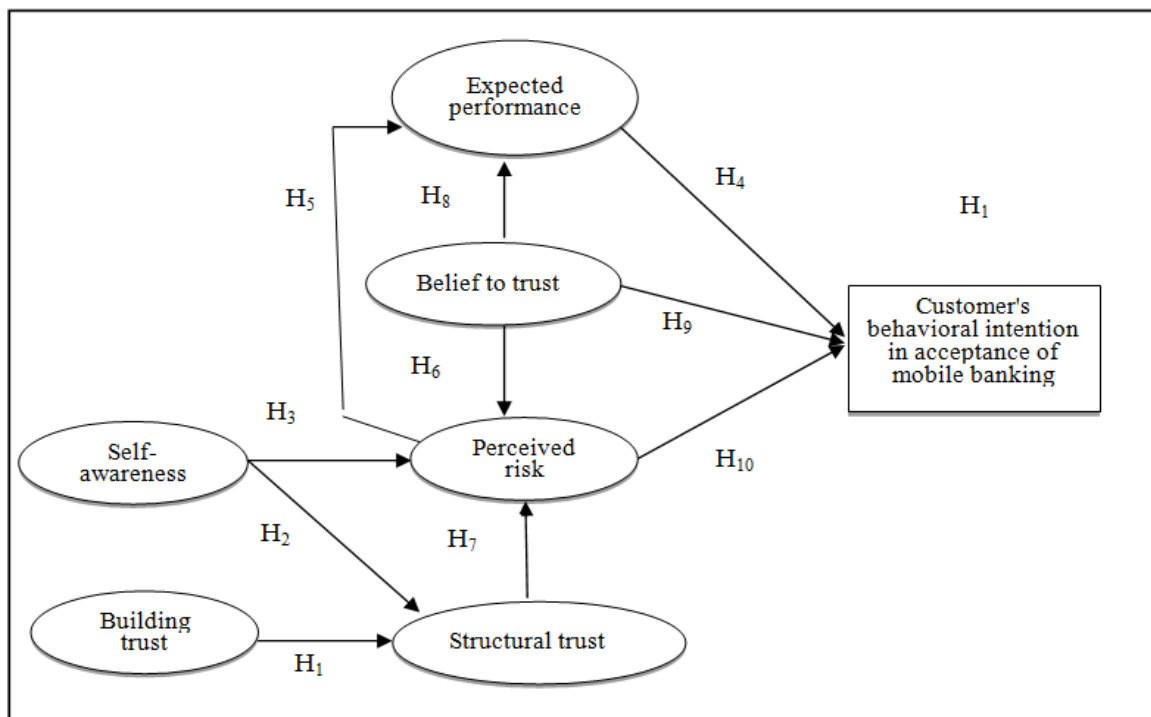 Expected
performance
H4
H5
H8
H1
Belief to trust
Customer's
behavioral intention
in acceptance of
mobile banking
H9
H6
H3
Self-
awareness
Perceived
risk
H10
H2
H7
Building
trust
Structural trust
H1